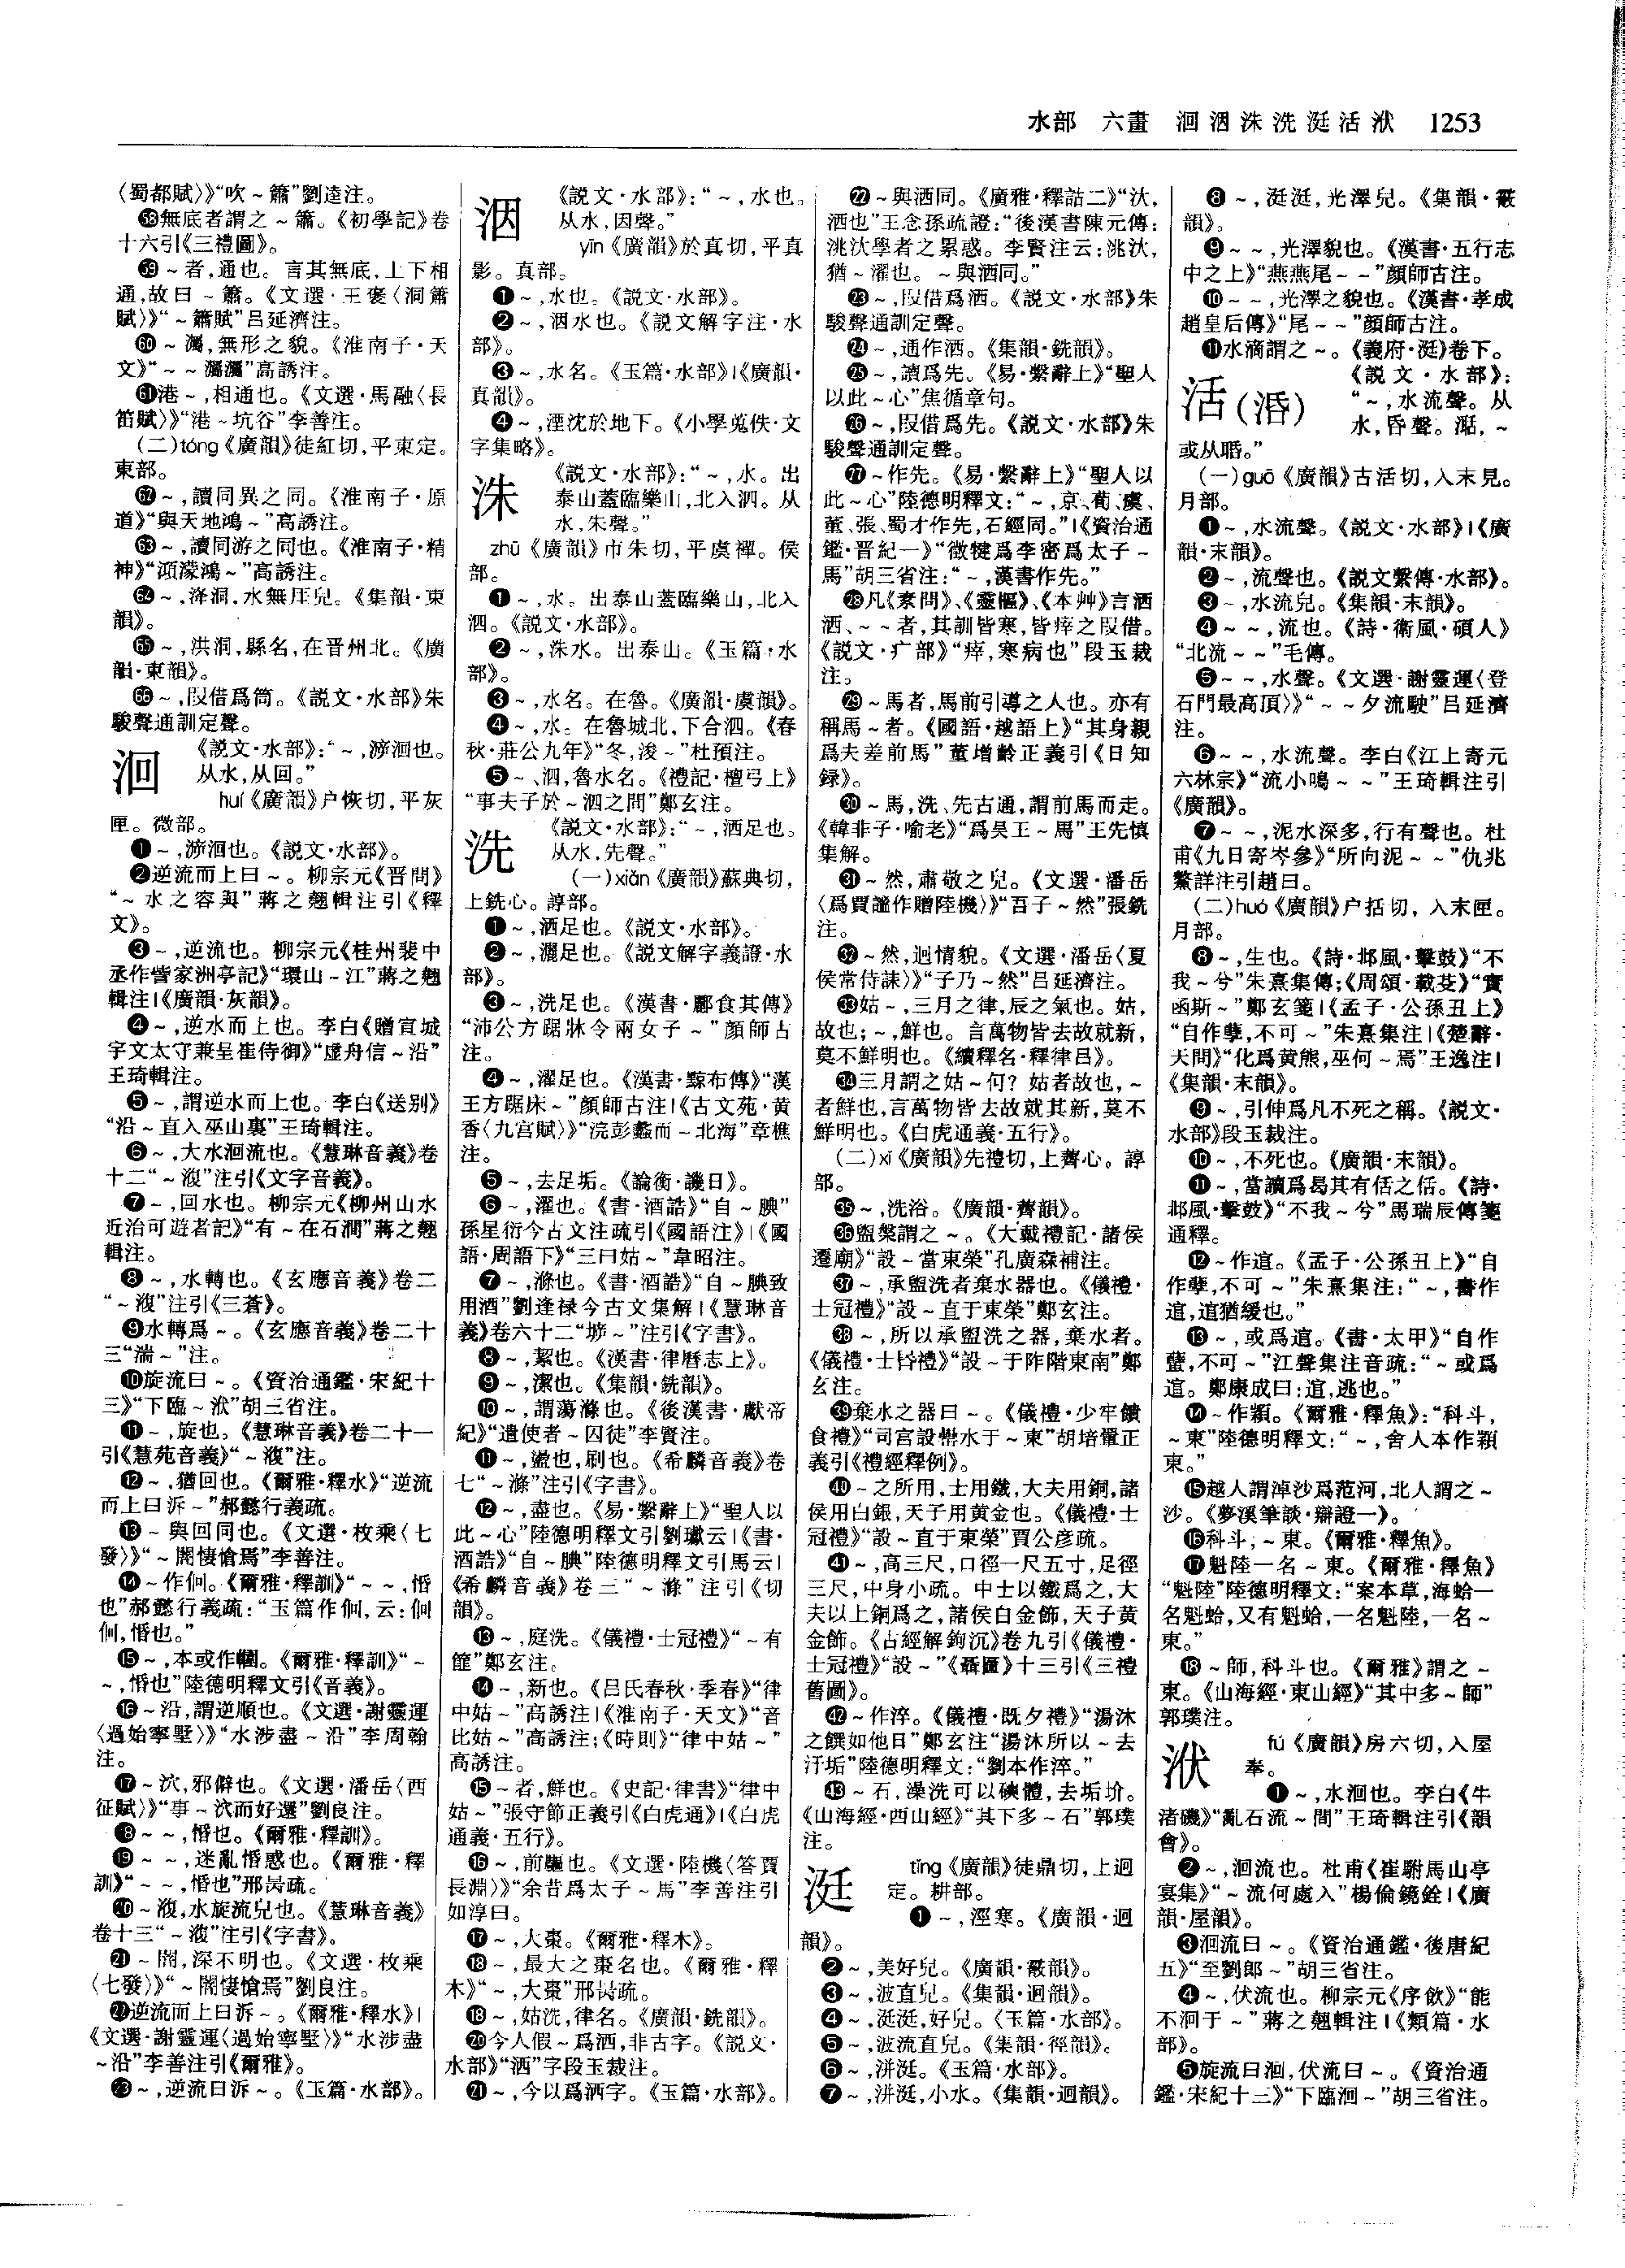 水部　六畫　洄洇洙洗涏活洑　1253
〈蜀都賦〉》“吹～簫”劉逵注。
㊽無底者謂之～簫。《初學記》卷
十六引《三禮圖》。
�59～者,通也。言其無底,上下相
通,故曰～簫。《文選·王褒〈洞簫
賦〉》“～簫賦”呂延濟注。
㉠～灟,無形之貌。《淮南子·天
文》“～～灟灟”高誘注。
港～,相通也。《文選·馬融〈長
笛賦〉》“港～坑谷”李善注。
(二)tóng《廣韻》徒紅切,平東定。
東部。
～,讀同異之同。《淮南子·原
道》“與天地鴻～”高誘注。
～,讀同游之同也。《淮南子·精
神》“澒濛鴻～”高誘注。
～,洚洞,水無厓皃。《集韻·東
韻》。
～,洪洞,縣名,在晉州北。《廣
韻·東韻》。
～,叚借爲筒。《説文·水部》朱
駿聲通訓定聲。
洄
《説文·水部》:“～,㴑洄也。
从水,从回。”
huí《廣韻》户恢切,平灰
匣。微部。
❶～,㴑洄也。《説文·水部》。
❷逆流而上曰～。柳宗元《晉問》
“～水之容與”蔣之翹輯注引《釋
文》。
❸～,逆流也。柳宗元《桂州裴中
丞作訾家洲亭記》“環山～江”蔣之翹
輯注|《廣韻·灰韻》。
❹～,逆水而上也。李白《贈宣城
宇文太守兼呈崔侍御》“虛舟信～沿”
王琦輯注。
❺～,謂逆水而上也。李白《送别》
“沿～直入巫山裏”王琦輯注。
❻～,大水洄流也。《慧琳音義》卷
十二“～澓”注引《文字音義》。
❼～,回水也。柳宗元《柳州山水
近治可遊者記》“有～在石澗”蔣之翹
輯注。
❽～,水轉也。《玄應音義》卷二
“～澓”注引《三蒼》。
❾水轉爲～。《玄應音義》卷二十
三“湍～”注。
❿旋流曰～。《資治通鑑·宋紀十
三》“下臨～洑”胡三省注。
⓫～,旋也。《慧琳音義》卷二十一
引《慧苑音義》“～澓”注。
⓬～,猶回也。《爾雅·釋水》“逆流
而上曰泝～”郝懿行義疏。
⓭～與回同也。《文選·枚乘〈七
發〉》“～闇悽愴焉”李善注。
⓮～作佪。《爾雅·釋訓》“～～,惛
也”郝懿行義疏:“玉篇作佪,云:佪
佪,惛也。”
⓯～,本或作㦣。《爾雅·釋訓》“～
～,惛也”陸德明釋文引《音義》。
⓰～沿,謂逆順也。《文選·謝靈運
〈過始寧墅〉》“水涉盡～沿”李周翰
注。
⓱～泬,邪僻也。《文選·潘岳〈西
征賦〉》“事～泬而好還”劉良注。
⓲～～,惛也。《爾雅·釋訓》。
⓳～～,迷亂惛惑也。《爾雅·釋
訓》“～～,惛也”邢昺疏。
⓴～澓,水旋流皃也。《慧琳音義》
卷十三“～澓”注引《字書》。
㉑～闇,深不明也。《文選·枚乘
〈七發〉》“～闇悽愴焉”劉良注。
㉒逆流而上曰泝～。《爾雅·釋水》|
《文選·謝靈運〈過始寧墅〉》“水涉盡
～沿”李善注引《爾雅》。
㉓～,逆流曰泝～。《玉篇·水部》。
洇
《説文·水部》:“～,水也。
从水,因聲。”
yīn《廣韻》於真切,平真
影。真部。
❶～,水也。《説文·水部》。
❷～,洇水也。《説文解字注·水
部》。
❸～,水名。《玉篇·水部》|《廣韻·
真韻》。
❹～,湮沈於地下。《小學蒐佚·文
字集略》。
洙
《説文·水部》:“～,水。出
泰山蓋臨樂山,北入泗。从
水,朱聲。”
zhū《廣韻》市朱切,平虞禪。侯
部。
❶～,水。出泰山蓋臨樂山,北入
泗。《説文·水部》。
❷～,洙水。出泰山。《玉篇·水
部》。
❸～,水名。在魯。《廣韻·虞韻》。
❹～,水。在魯城北,下合泗。《春
秋·莊公九年》“冬,浚～”杜預注。
❺～、泗,魯水名。《禮記·檀弓上》
“事夫子於～泗之間”鄭玄注。
洗
《説文·水部》:“～,洒足也。
从水,先聲。”
(一)xiǎn《廣韻》蘇典切,
上銑心。諄部。
❶～,洒足也。《説文·水部》。
❷～,灑足也。《説文解字義證·水
部》。
❸～,洗足也。《漢書·酈食其傳》
“沛公方踞牀令兩女子～”顔師古
注。
❹～,濯足也。《漢書·黥布傳》“漢
王方踞床～”顔師古注|《古文苑·黄
香〈九宫賦〉》“浣彭蠡而～北海”章樵
注。
❺～,去足垢。《論衡·譏日》。
❻～,濯也。《書·酒誥》“自～腆”
孫星衍今古文注疏引《國語注》|《國
語·周語下》“三曰姑～”韋昭注。
❼～,滌也。《書·酒誥》“自～腆致
用酒”劉逢禄今古文集解|《慧琳音
義》卷六十二“㨍～”注引《字書》。
❽～,絜也。《漢書·律曆志上》。
❾～,潔也。《集韻·銑韻》。
❿～,謂蕩滌也。《後漢書·獻帝
紀》“遣使者～囚徒”李賢注。
⓫～,盪也,刷也。《希麟音義》卷
七“～滌”注引《字書》。
⓬～,盡也。《易·繫辭上》“聖人以
此～心”陸德明釋文引劉瓛云|《書·
酒誥》“自～腆”陸德明釋文引馬云|
《希麟音義》卷三“～滌”注引《切
韻》。
⓭～,庭洗。《儀禮·士冠禮》“～有
篚”鄭玄注。
⓮～,新也。《吕氏春秋·季春》“律
中姑～”高誘注|《淮南子·天文》“音
比姑～”高誘注;《時則》“律中姑～”
高誘注。
⓯～者,鮮也。《史記·律書》“律中
姑～”張守節正義引《白虎通》|《白虎
通義·五行》。
⓰～,前驅也。《文選·陸機〈答賈
長淵〉》“余昔爲太子～馬”李善注引
如淳曰。
⓱～,大棗。《爾雅·釋木》。
⓲～,最大之棗名也。《爾雅·釋
木》“～,大棗”邢昺疏。
⓳～,姑洗,律名。《廣韻·銑韻》。
⓴今人假～爲洒,非古字。《説文·
水部》“洒”字段玉裁注。
㉑～,今以爲洒字。《玉篇·水部》。
㉒～與洒同。《廣雅·釋詁二》“汏,
洒也”王念孫疏證:“後漢書陳元傳:
洮汏學者之累惑。李賢注云:洮汏,
猶～濯也。～與洒同。”
㉓～,叚借爲洒。《説文·水部》朱
駿聲通訓定聲。
㉔～,通作洒。《集韻·銑韻》。
㉕～,讀爲先。《易·繫辭上》“聖人
以此～心”焦循章句。
㉖～,叚借爲先。《説文·水部》朱
駿聲通訓定聲。
㉗～作先。《易·繫辭上》“聖人以
此～心”陸德明釋文:“～,京、荀、虞、
董、張、蜀才作先,石經同。”|《資治通
鑑·晉紀一》“徵犍爲李密爲太子～
馬”胡三省注:“～,漢書作先。”
㉘凡《素問》、《靈樞》、《本艸》言洒
洒、～～者,其訓皆寒,皆瘁之叚借。
《説文·疒部》“瘁,寒病也”段玉裁
注。
㉙～馬者,馬前引導之人也。亦有
稱馬～者。《國語·越語上》“其身親
爲夫差前馬”董增齡正義引《日知
録》。
㉚～馬,洗、先古通,謂前馬而走。
《韓非子·喻老》“爲吴王～馬”王先慎
集解。
㉛～然,肅敬之皃。《文選·潘岳
〈爲賈謐作贈陸機〉》“吾子～然”張銑
注。
㉜～然,迥情貌。《文選·潘岳〈夏
侯常侍誄〉》“子乃～然”吕延濟注。
㉝姑～,三月之律,辰之氣也。姑,
故也;～,鮮也。言萬物皆去故就新,
莫不鮮明也。《續釋名·釋律吕》。
㉞三月謂之姑～何？姑者故也,～
者鮮也,言萬物皆去故就其新,莫不
鮮明也。《白虎通義·五行》。
(二)xǐ《廣韻》先禮切,上薺心。諄
部。
㉟～,洗浴。《廣韻·薺韻》。
㊱盥槃謂之～。《大戴禮記·諸侯
遷廟》“設～當東榮”孔廣森補注。
㊲～,承盥洗者棄水器也。《儀禮·
士冠禮》“設～直于東榮”鄭玄注。
㊳～,所以承盥洗之器,棄水者。
《儀禮·士昏禮》“設～于阼階東南”鄭
玄注。
㊴棄水之器曰～。《儀禮·少牢饋
食禮》“司宫設罍水于～東”胡培翬正
義引《禮經釋例》。
㊵～之所用,士用鐵,大夫用銅,諸
侯用白銀,天子用黄金也。《儀禮·士
冠禮》“設～直于東榮”賈公彦疏。
㊶～,高三尺,口徑一尺五寸,足徑
三尺,中身小疏。中士以鐵爲之,大
夫以上銅爲之,諸侯白金飾,天子黄
金飾。《古經解鉤沉》卷九引《儀禮·
士冠禮》“設～”《聶圖》十三引《三禮
舊圖》。
㊷～作淬。《儀禮·既夕禮》“湯沐
之饌如他日”鄭玄注“湯沐所以～去
汙垢”陸德明釋文:“劉本作淬。”
㊸～石,澡洗可以磢體,去垢圿。
《山海經·西山經》“其下多～石”郭璞
注。
涏
tǐng《廣韻》徒鼎切,上迥
定。耕部。
❶～,涇寒。《廣韻·迥
韻》。
❷～,美好皃。《廣韻·霰韻》。
❸～,波直皃。《集韻·迥韻》。
❹～,涏涏,好皃。《玉篇·水部》。
❺～,波流直皃。《集韻·徑韻》。
❻～,洴涏。《玉篇·水部》。
❼～,洴涏,小水。《集韻·迥韻》。
❽～,涏涏,光澤皃。《集韻·霰
韻》。
❾～～,光澤貌也。《漢書·五行志
中之上》“燕燕尾～～”顔師古注。
❿～～,光澤之貌也。《漢書·孝成
趙皇后傳》“尾～～”顔師古注。
⓫水滴謂之～。《義府·涏》卷下。
活(湉)
《説文·水部》:
“～,水流聲。从
水,昏聲。濊,～
或从聒。”
(一)guō《廣韻》古活切,入末見。
月部。
❶～,水流聲。《説文·水部》|《廣
韻·末韻》。
❷～,流聲也。《説文繫傳·水部》。
❸～,水流皃。《集韻·末韻》。
❹～～,流也。《詩·衛風·碩人》
“北流～～”毛傳。
❺～～,水聲。《文選·謝靈運〈登
石門最高頂〉》“～～夕流駛”吕延濟
注。
❻～～,水流聲。李白《江上寄元
六林宗》“流小鳴～～”王琦輯注引
《廣韻》。
❼～～,泥水深多,行有聲也。杜
甫《九日寄岑參》“所向泥～～”仇兆
鰲詳注引趙曰。
(二)huó《廣韻》户括切,入末匣。
月部。
❽～,生也。《詩·邶風·擊鼓》“不
我～兮”朱熹集傳;《周頌·載芟》“實
函斯～”鄭玄箋|《孟子·公孫丑上》
“自作孽,不可～”朱熹集注|《楚辭·
天問》“化爲黄熊,巫何～焉”王逸注|
《集韻·末韻》。
❾～,引伸爲凡不死之稱。《説文·
水部》段玉裁注。
❿～,不死也。《廣韻·末韻》。
⓫～,當讀爲曷其有佸之佸。《詩·
邶風·擊鼓》“不我～兮”馬瑞辰傳箋
通釋。
⓬～作逭。《孟子·公孫丑上》“自
作孽,不可～”朱熹集注:“～,書作
逭,逭猶緩也。”
⓭～,或爲逭。《書·太甲》“自作
蠥,不可～”江聲集注音疏:“～或爲
逭。鄭康成曰:逭,逃也。”
⓮～作穎。《爾雅·釋魚》:“科斗,
～東”陸德明釋文:“～,舍人本作穎
東。”
⓯越人謂淖沙爲范河,北人謂之～
沙。《夢溪筆談·辯證一》。
⓰科斗;～東。《爾雅·釋魚》。
⓱魁陸一名～東。《爾雅·釋魚》
“魁陸”陸德明釋文:“案本草,海蛤一
名魁蛤,又有魁蛤,一名魁陸,一名～
東。”
⓲～師,科斗也。《爾雅》謂之～
東。《山海經·東山經》“其中多～師”
郭璞注。
洑
fú《廣韻》房六切,入屋
奉。
❶～,水洄也。李白《牛
渚磯》“亂石流～間”王琦輯注引《韻
會》。
❷～,洄流也。杜甫《崔駙馬山亭
宴集》“～流何處入”楊倫鏡銓|《廣
韻·屋韻》。
❸洄流曰～。《資治通鑑·後唐紀
五》“至劉郎～”胡三省注。
❹～,伏流也。柳宗元《序飲》“能
不洄于～”蔣之翹輯注|《類篇·水
部》。
❺旋流曰洄,伏流曰～。《資治通
鑑·宋紀十三》“下臨洄～”胡三省注。